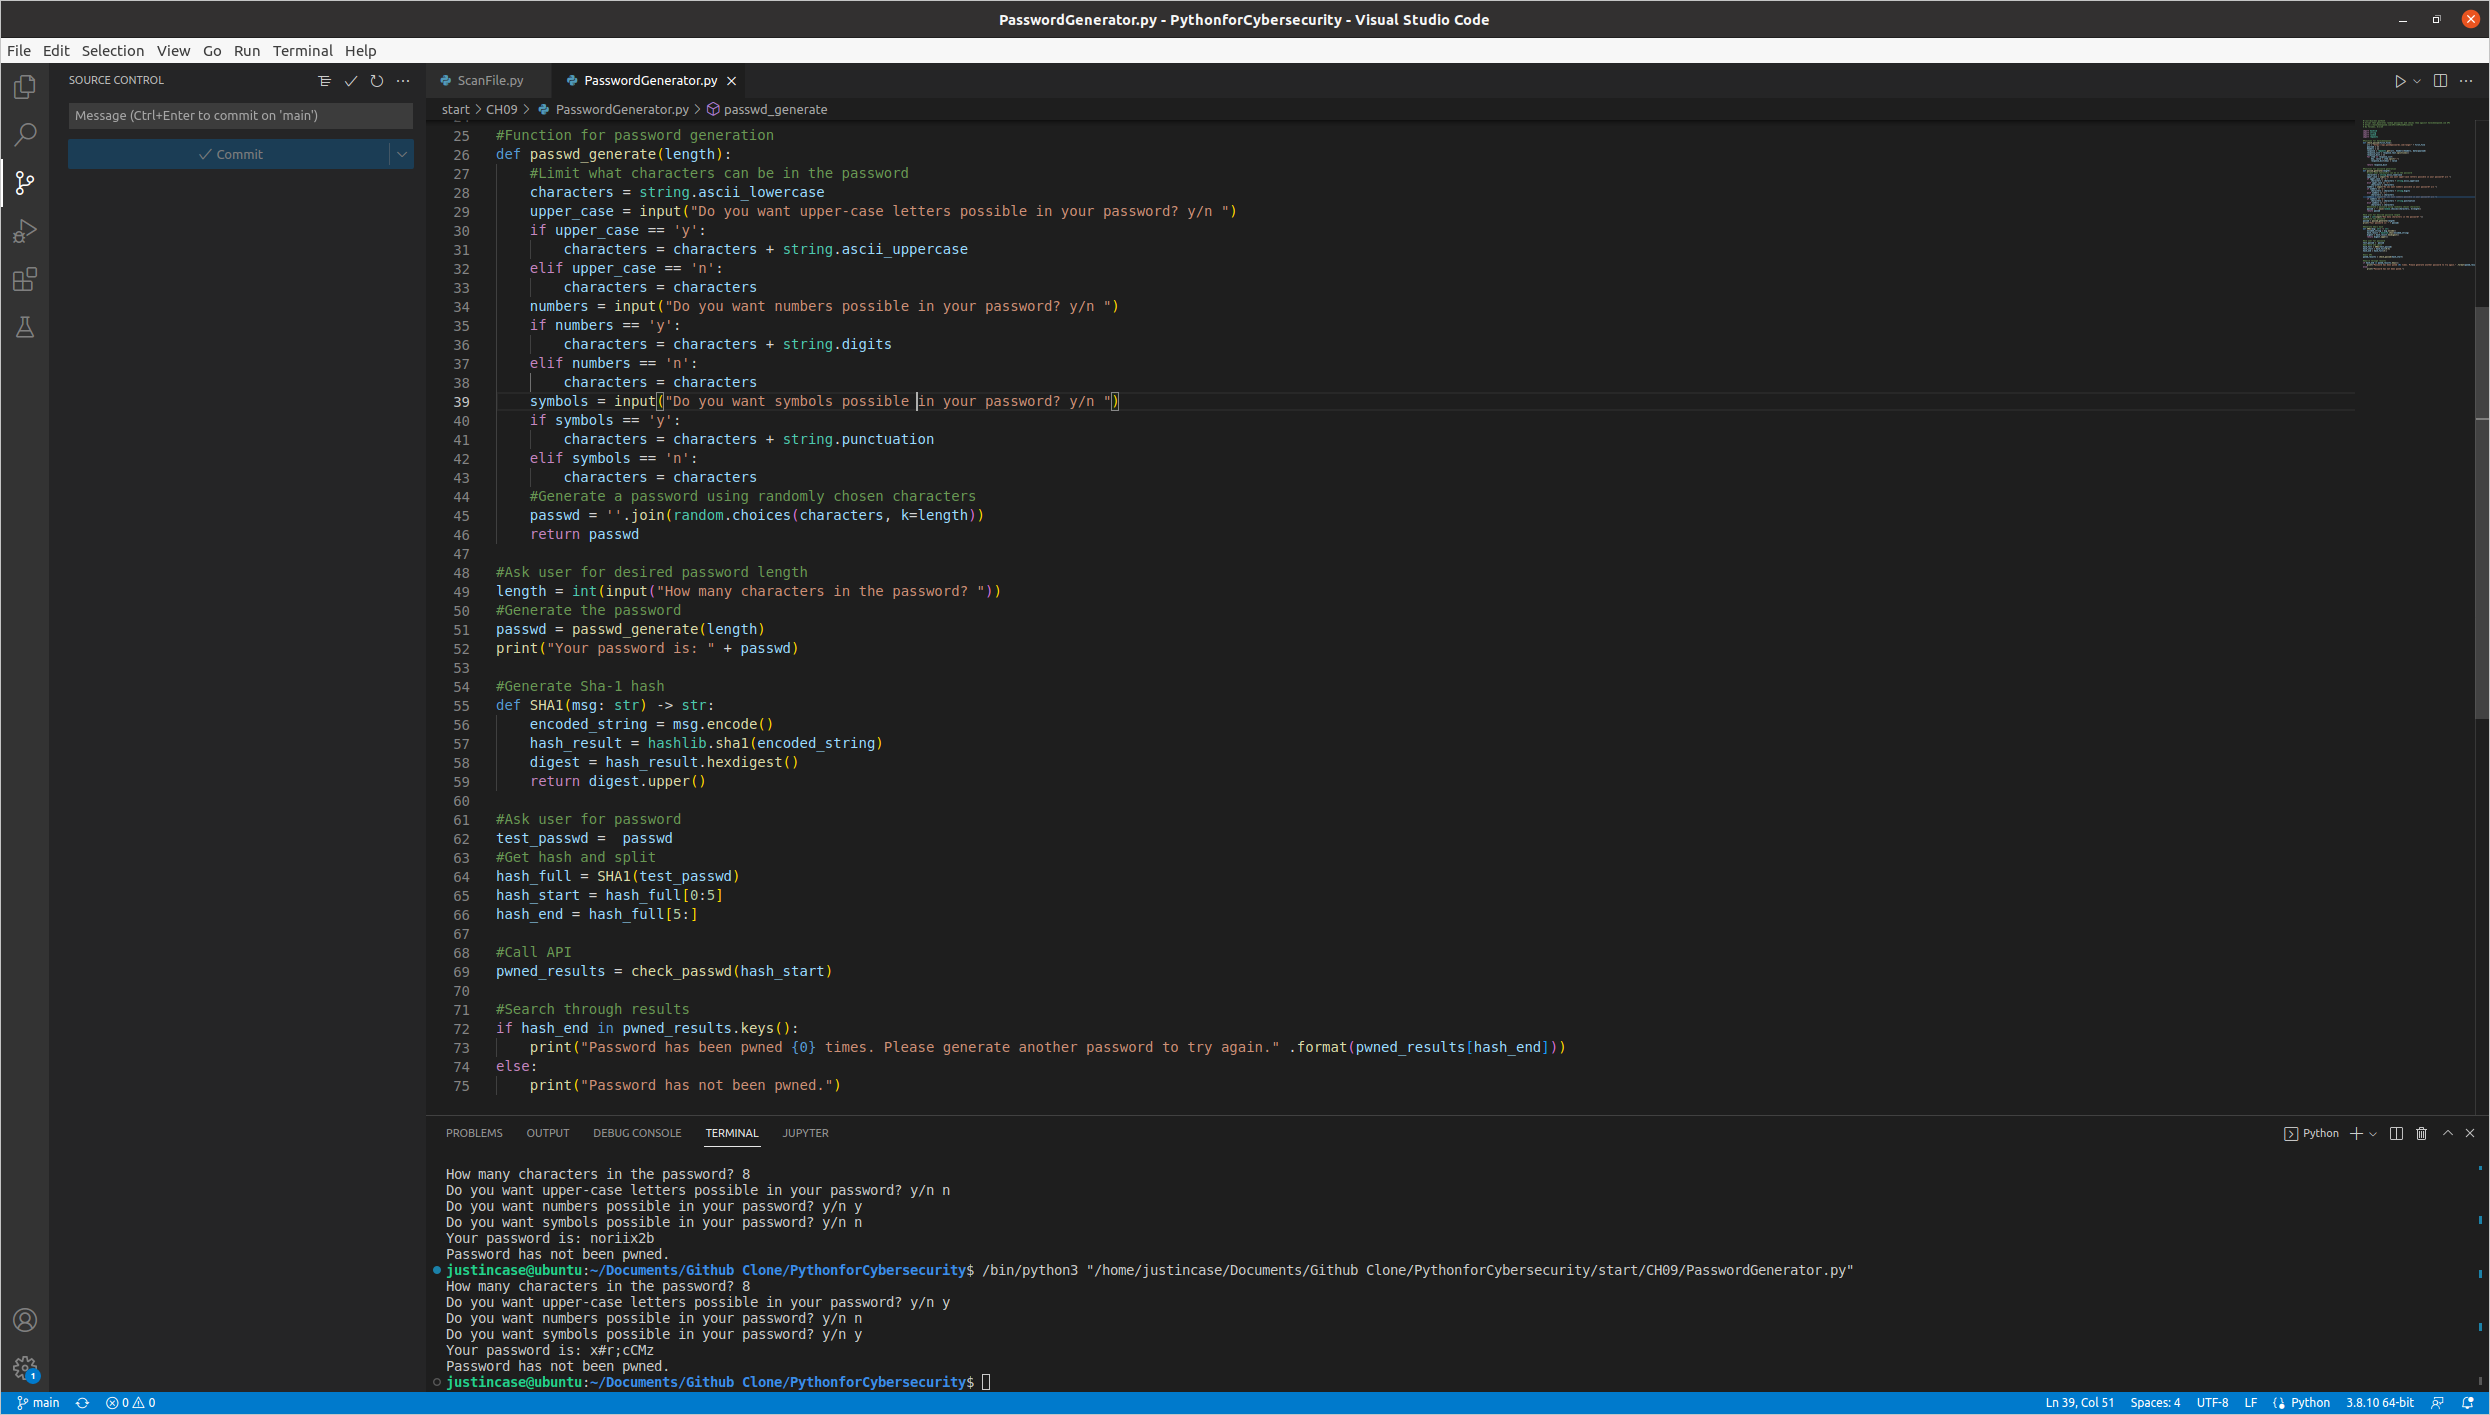 PasswordGenerator.py - PythonforCybersecurity - Visual Studio Code
File Edit Selection View Go Run Terminal Help
SOURCE CONTROL
Message (Ctrl+Enter to commit on 'main')
Commit
ScanFile.py PasswordGenerator.py
start > CH09 > PasswordGenerator.py > passwd_generate
25 #Function for password generation
26 def passwd_generate(length):
27 #Limit what characters can be in the password
28 characters = string.ascii_lowercase
29 upper_case = input("Do you want upper-case letters possible in your password? y/n ")
30 if upper_case == 'y':
31 characters = characters + string.ascii_uppercase
32 elif upper_case == 'n':
33 characters = characters
34 numbers = input("Do you want numbers possible in your password? y/n ")
35 if numbers == 'y':
36 characters = characters + string.digits
37 elif numbers == 'n':
38 characters = characters
39 symbols = input("Do you want symbols possible in your password? y/n ")
40 if symbols == 'y':
41 characters = characters + string.punctuation
42 elif symbols == 'n':
43 characters = characters
44 #Generate a password using randomly chosen characters
45 passwd = ''.join(random.choices(characters, k=length))
46 return passwd
47
48 #Ask user for desired password length
49 length = int(input("How many characters in the password? "))
50 #Generate the password
51 passwd = passwd_generate(length)
52 print("Your password is: " + passwd)
53
54 #Generate Sha-1 hash
55 def SHA1(msg: str) -> str:
56 encoded_string = msg.encode()
57 hash_result = hashlib.sha1(encoded_string)
58 digest = hash_result.hexdigest()
59 return digest.upper()
60
61 #Ask user for password
62 test_passwd =  passwd
63 #Get hash and split
64 hash_full = SHA1(test_passwd)
65 hash_start = hash_full[0:5]
66 hash_end = hash_full[5:]
67
68 #Call API
69 pwned_results = check_passwd(hash_start)
70
71 #Search through results
72 if hash_end in pwned_results.keys():
73 print("Password has been pwned {0} times. Please generate another password to try again." .format(pwned_results[hash_end]))
74 else:
75 print("Password has not been pwned.")
PROBLEMS OUTPUT DEBUG CONSOLE TERMINAL JUPYTER
Python
How many characters in the password? 8
Do you want upper-case letters possible in your password? y/n n
Do you want numbers possible in your password? y/n y
Do you want symbols possible in your password? y/n n
Your password is: noriix2b
Password has not been pwned.
justincase@ubuntu:~/Documents/Github Clone/PythonforCybersecurity$ /bin/python3 "/home/justincase/Documents/Github Clone/PythonforCybersecurity/start/CH09/PasswordGenerator.py"
How many characters in the password? 8
Do you want upper-case letters possible in your password? y/n y
Do you want numbers possible in your password? y/n n
Do you want symbols possible in your password? y/n y
Your password is: x#r;cCMz
Password has not been pwned.
justincase@ubuntu:~/Documents/Github Clone/PythonforCybersecurity$
1
main 0 0 Ln 39, Col 51 Spaces: 4 UTF-8 LF Python 3.8.10 64-bit